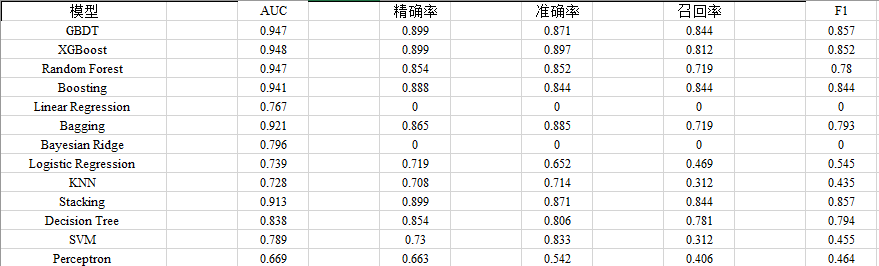 模型 AUC 精确率 准确率 召回率 F1
GBDT 0.947 0.899 0.871 0.844 0.857
XGBoost 0.948 0.899 0.897 0.812 0.852
Random Forest 0.947 0.854 0.852 0.719 0.78
Boosting 0.941 0.888 0.844 0.844 0.844
Linear Regression 0.767 0 0 0 0
Bagging 0.921 0.865 0.885 0.719 0.793
Bayesian Ridge 0.796 0 0 0 0
Logistic Regression 0.739 0.719 0.652 0.469 0.545
KNN 0.728 0.708 0.714 0.312 0.435
Stacking 0.913 0.899 0.871 0.844 0.857
Decision Tree 0.838 0.854 0.806 0.781 0.794
SVM 0.789 0.73 0.833 0.312 0.455
Perceptron 0.669 0.663 0.542 0.406 0.464